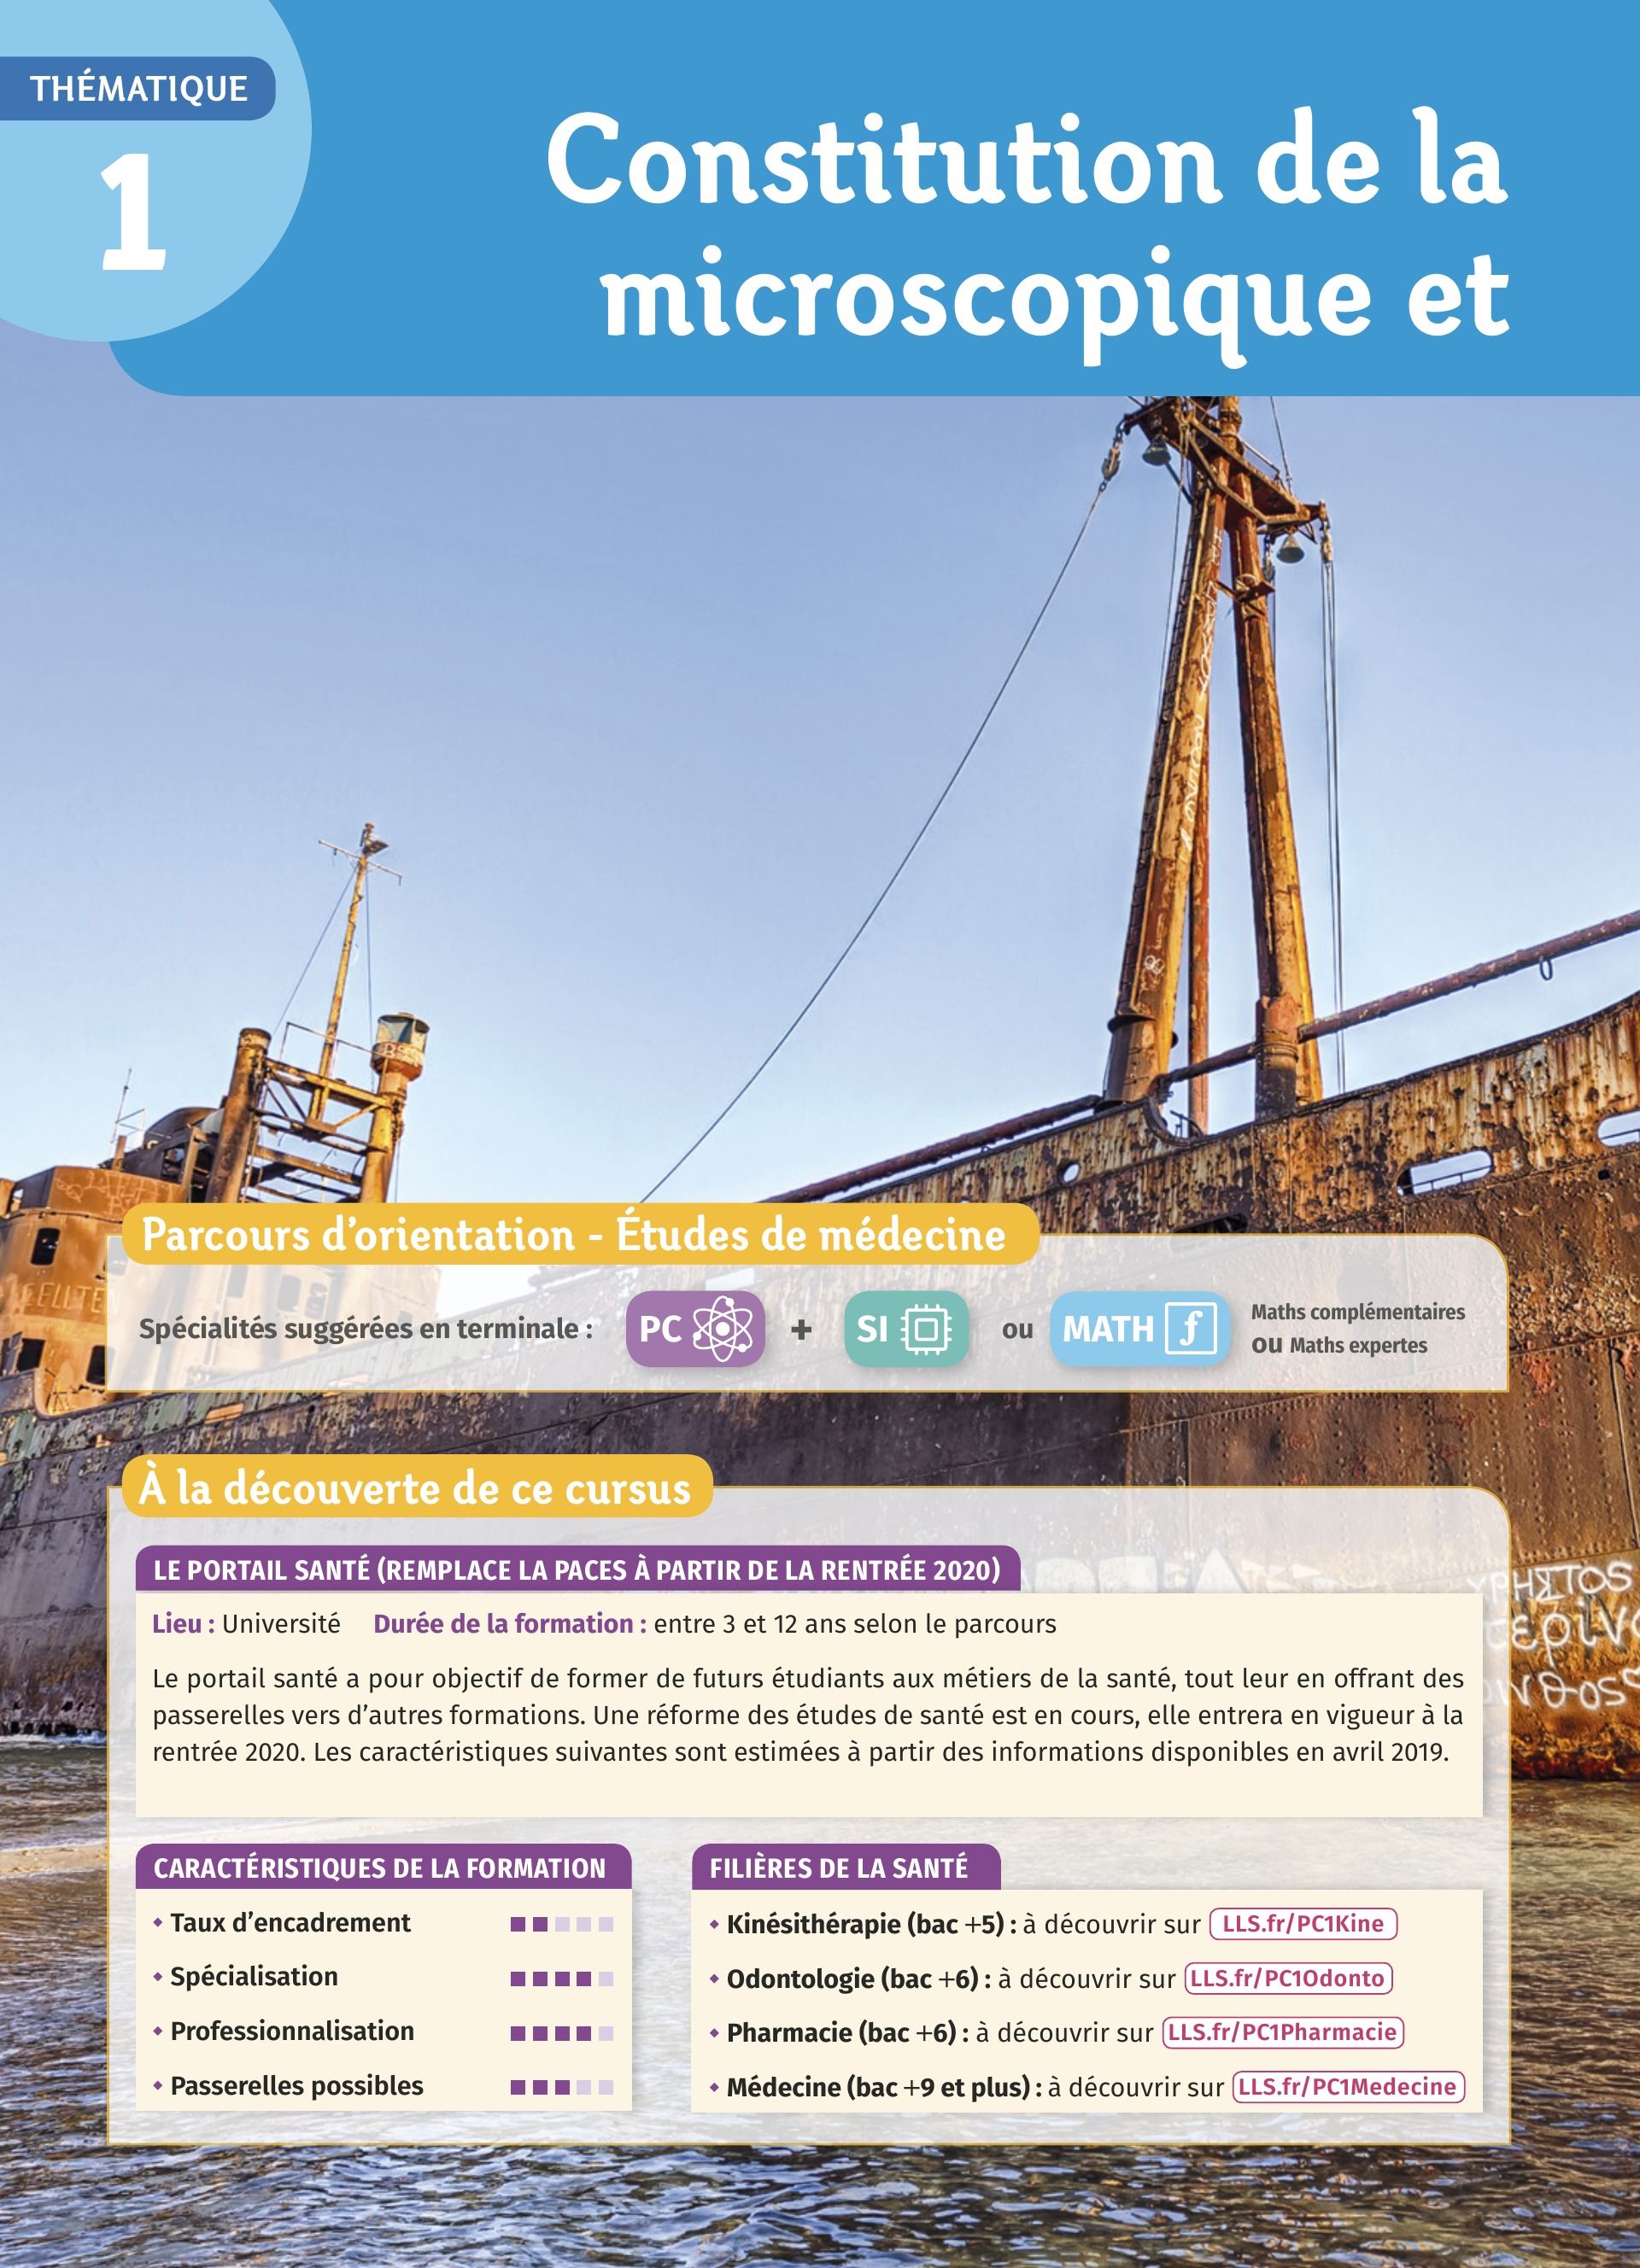 THÉMATIQUE
1
Constitution de la
microscopique et
Parcours d’orientation - Études de médecine
Spécialités suggérées en terminale : PC + SI ou MATH f Maths complémentaires
ou Maths expertes
À la découverte de ce cursus
LE PORTAIL SANTÉ (REMPLACE LA PACES À PARTIR DE LA RENTRÉE 2020)
Lieu : Université Durée de la formation : entre 3 et 12 ans selon le parcours
Le portail santé a pour objectif de former de futurs étudiants aux métiers de la santé, tout leur en offrant des
passerelles vers d’autres formations. Une réforme des études de santé est en cours, elle entrera en vigueur à la
rentrée 2020. Les caractéristiques suivantes sont estimées à partir des informations disponibles en avril 2019.
CARACTÉRISTIQUES DE LA FORMATION
Taux d’encadrement
Spécialisation
Professionnalisation
Passerelles possibles
FILIÈRES DE LA SANTÉ
Kinésithérapie (bac +5) : à découvrir sur LLS.fr/PC1Kine
Odontologie (bac +6) : à découvrir sur LLS.fr/PC1Odonto
Pharmacie (bac +6) : à découvrir sur LLS.fr/PC1Pharmacie
Médecine (bac +9 et plus) : à découvrir sur LLS.fr/PC1Medecine